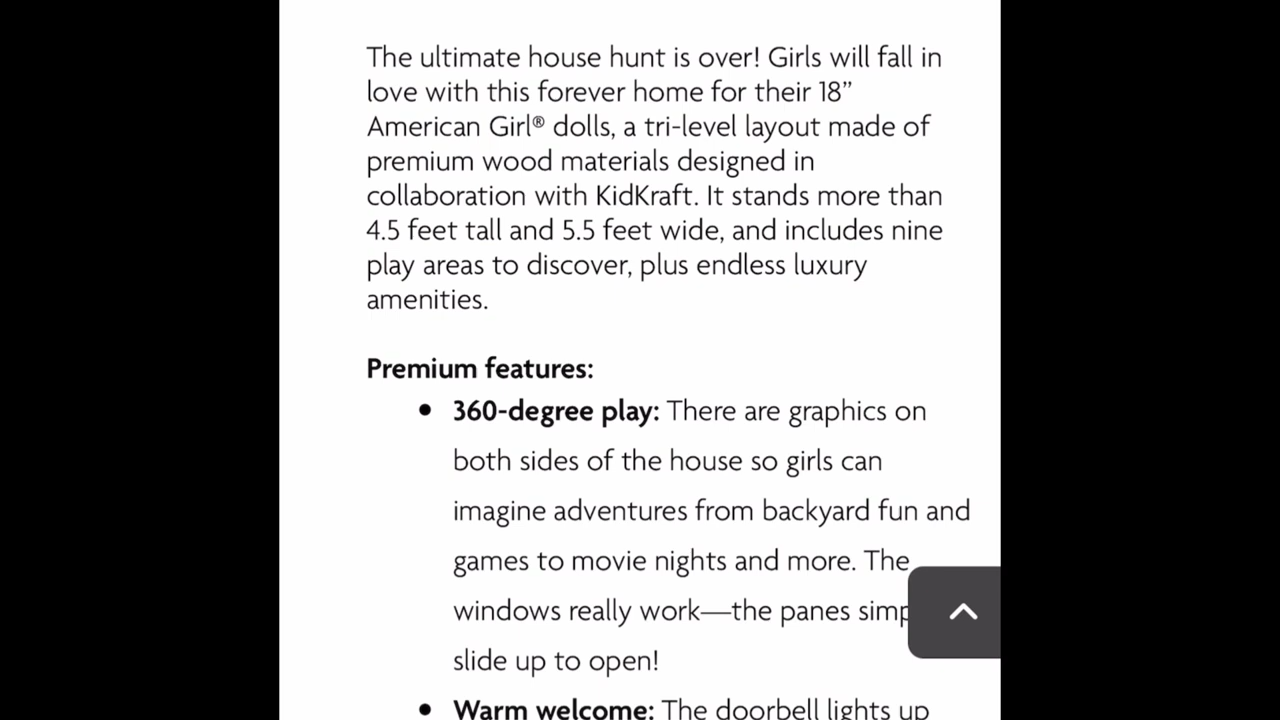 The ultimate house hunt is over! Girls will fall in
love with this forever home for their 18”
American Girl® dolls, a tri-level layout made of
premium wood materials designed in
collaboration with KidKraft. It stands more than
4.5 feet tall and 5.5 feet wide, and includes nine
play areas to discover, plus endless luxury
amenities.
Premium features:
• 360-degree play: There are graphics on
both sides of the house so girls can
imagine adventures from backyard fun and
games to movie nights and more. The
windows really work—the panes
slide up to open!
• Warm welcome: The doorbell lights up